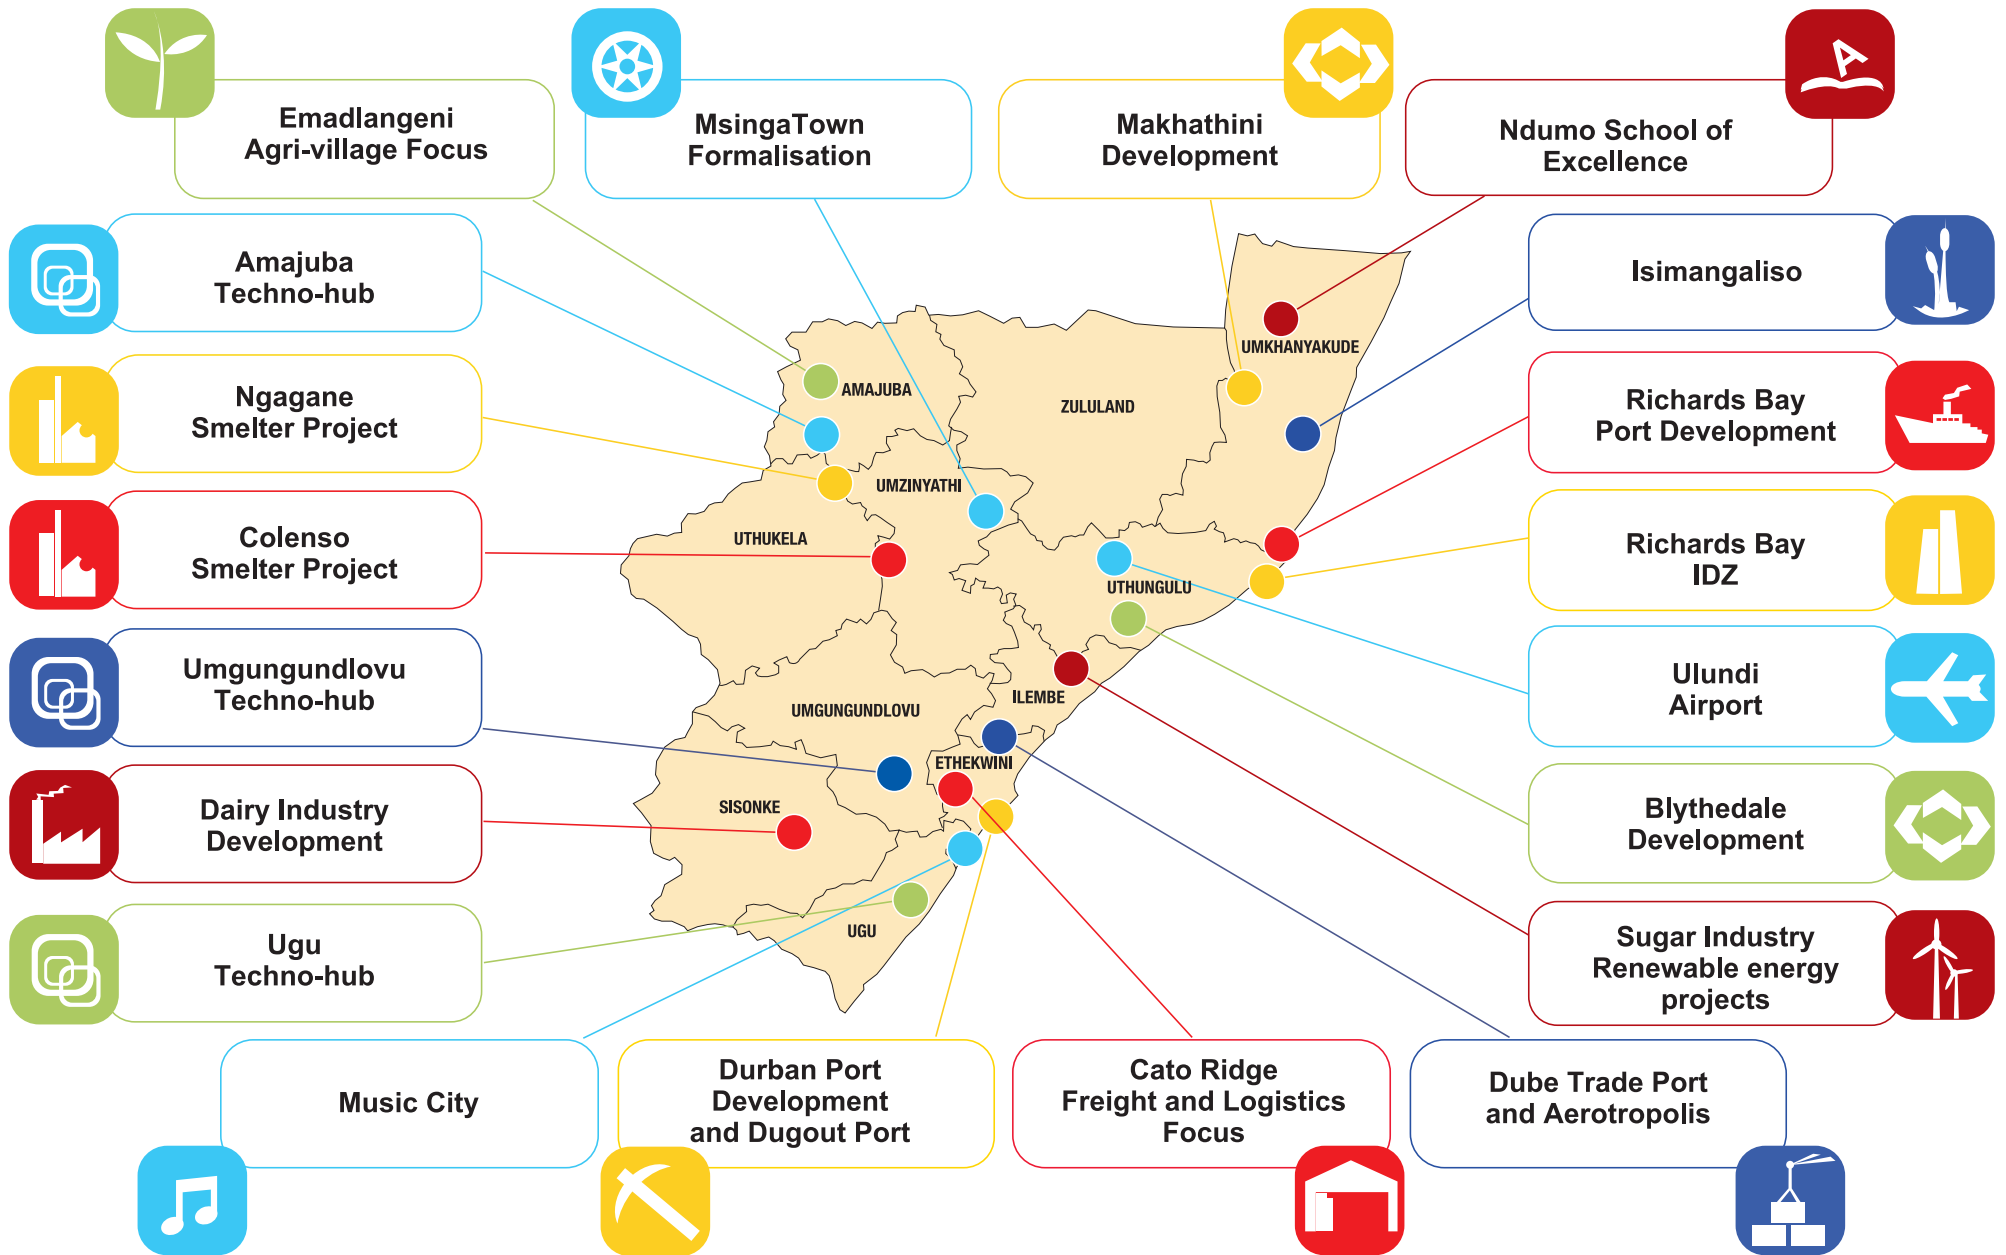 Emadlangeni
Agri-village Focus
MsingaTown
Formalisation
Makhathini
Development
Ndumo School of
Excellence
Amajuba
Techno-hub
Isimangaliso
Ngagane
Smelter Project
Richards Bay
Port Development
Colenso
Smelter Project
Richards Bay
IDZ
Umgungundlovu
Techno-hub
Ulundi
Airport
Dairy Industry
Development
Blythedale
Development
Ugu
Techno-hub
Sugar Industry
Renewable energy
projects
Music City
Durban Port
Development
and Dugout Port
Cato Ridge
Freight and Logistics
Focus
Dube Trade Port
and Aerotropolis
UMKHANYAKUDE
AMAJUBA
ZULULAND
UMZINYATHI
UTHUKELA
UTHUNGULU
ILEMBE
UMGUNGUNDLOVU
ETHEKWINI
SISONKE
UGU
A